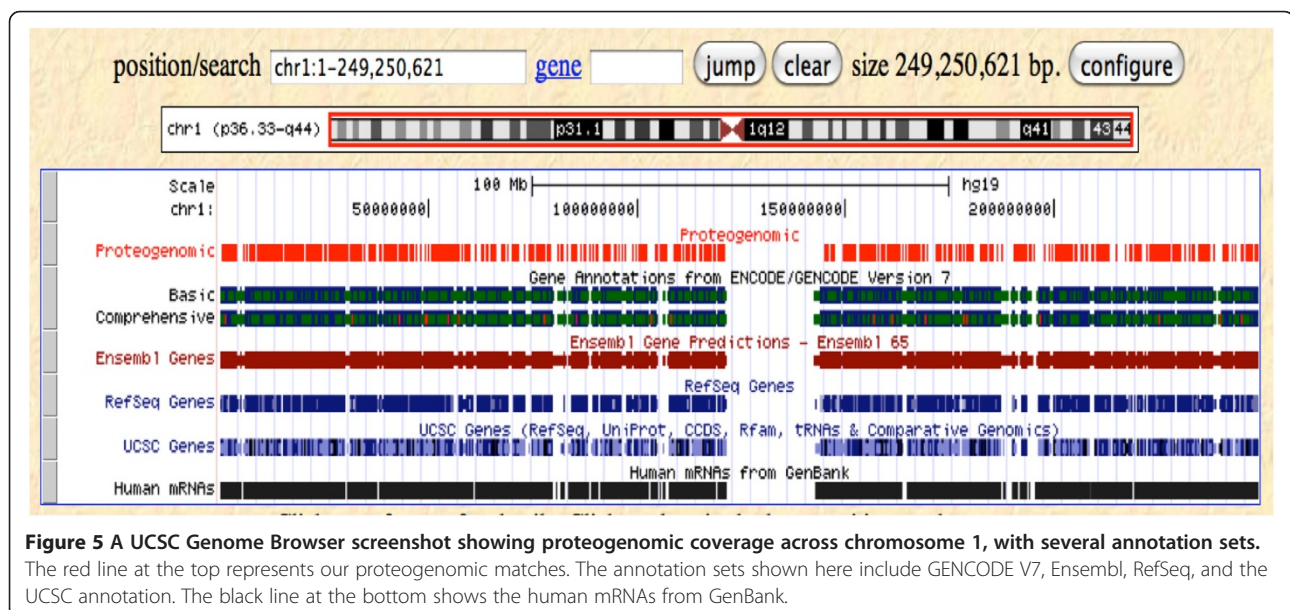 position/search chr1:1-249,250,621 gene jump clear size 249,250,621 bp. configure
chr1 (p36.33-q44) p31.1 1q12 q41 43 44
Scale 100 Mb hg19
chr1: 50000000 100000000 150000000 200000000
Proteogenomic
Proteogenomic
Gene Annotations from ENCODE/GENCODE Version 7
Basic
Comprehensive
Ensembl Gene Predictions - Ensembl 65
Ensembl Genes
RefSeq Genes
RefSeq Genes
UCSC Genes (RefSeq, UniProt, CCDS, Rfam, tRNAs & Comparative Genomics)
UCSC Genes
Human mRNAs from GenBank
Human mRNAs
Figure 5 A UCSC Genome Browser screenshot showing proteogenomic coverage across chromosome 1, with several annotation sets.
The red line at the top represents our proteogenomic matches. The annotation sets shown here include GENCODE V7, Ensembl, RefSeq, and the
UCSC annotation. The black line at the bottom shows the human mRNAs from GenBank.